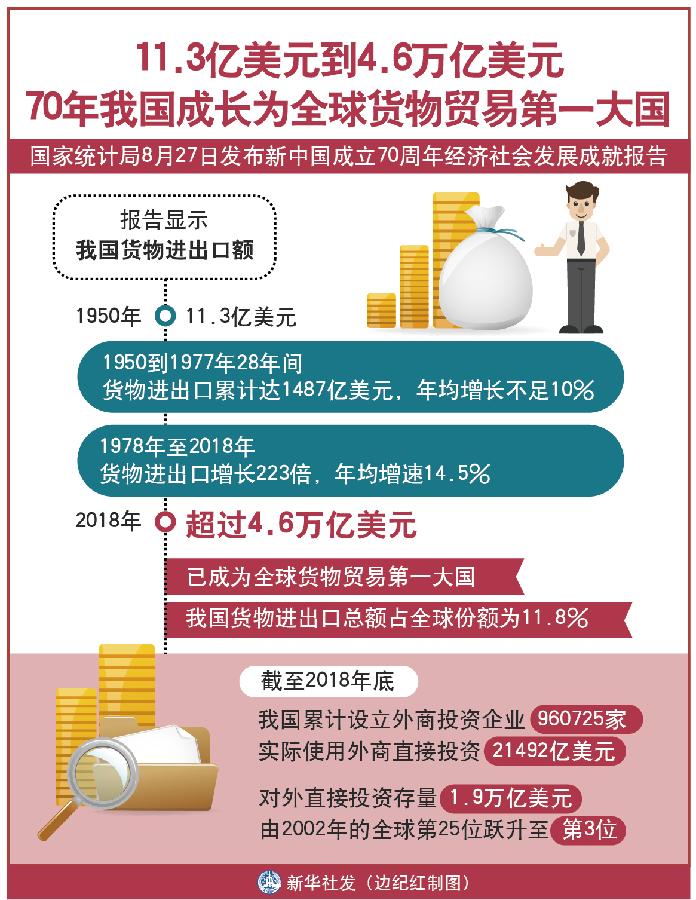 11.3亿美元到4.6万亿美元
70年我国成长为全球货物贸易第一大国
国家统计局8月27日发布新中国成立70周年经济社会发展成就报告
报告显示
我国货物进出口额
1950年 11.3亿美元
1950到1977年28年间
货物进出口累计达1487亿美元，年均增长不足10%
1978年至2018年
货物进出口增长223倍，年均增速14.5%
2018年 超过4.6万亿美元
已成为全球货物贸易第一大国
我国货物进出口总额占全球份额为11.8%
截至2018年底
我国累计设立外商投资企业 960725家
实际使用外商直接投资 21492亿美元
对外直接投资存量 1.9万亿美元
由2002年的全球第25位跃升至 第3位
新华社发（边纪红制图）